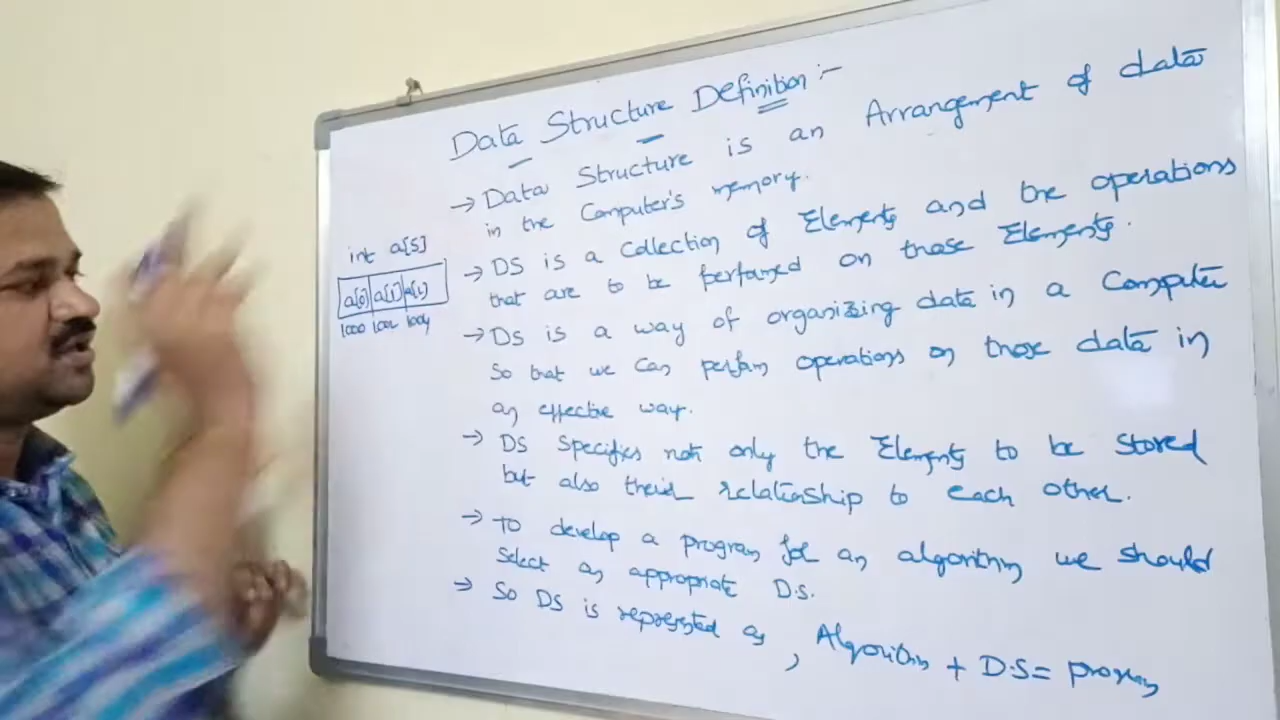 Data Structure Definition :-
→ Data Structure is an Arrangement of data
in the Computer's memory.
→ DS is a Collection of Elements and the operations
that are to be performed on those Elements.
→ DS is a way of organizing data in a Computer
So that we can perform operations on those data in
an effective way.
→ DS Specifies not only the Elements to be Stored
but also their relationship to each other.
→ To develop a program for an algorithm we should
Select an appropriate D.S.
→ So DS is represented as, Algorithm + D.S = program
int a[5]
a[0] a[1] a[2]
1000 1002 1004